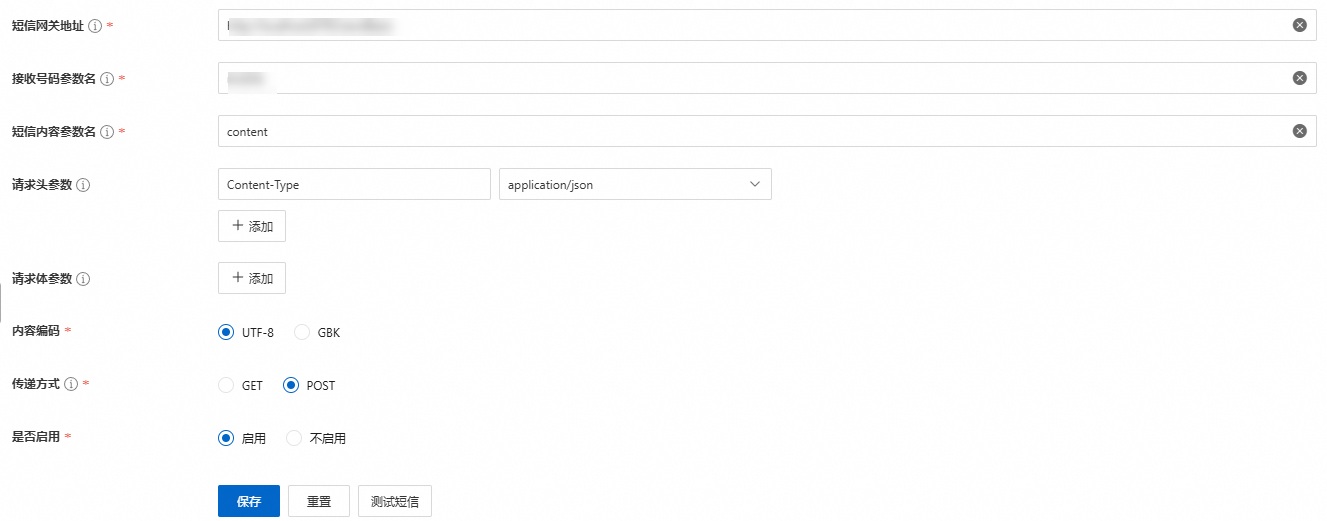 短信网关地址 *
接收号码参数名 *
短信内容参数名 * content
请求头参数 Content-Type application/json
+ 添加
请求体参数 + 添加
内容编码 * UTF-8 GBK
传递方式 * GET POST
是否启用 * 启用 不启用
保存 重置 测试短信